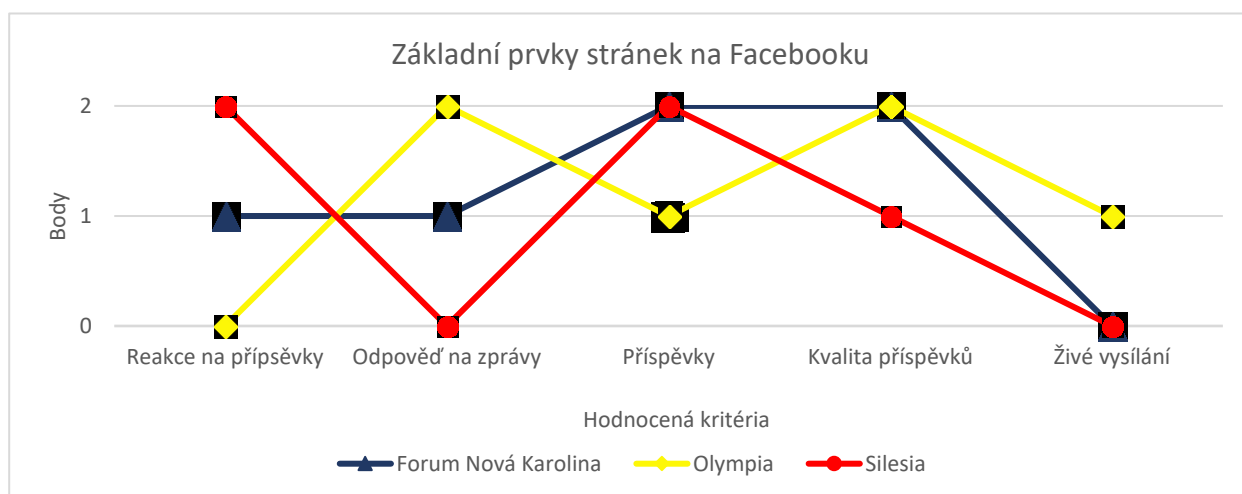 Základní prvky stránek na Facebooku
2
1
0
Body
Reakce na přípsěvky Odpověď na zprávy Příspěvky Kvalita příspěvků Živé vysílání
Hodnocená kritéria
Forum Nová Karolina Olympia Silesia